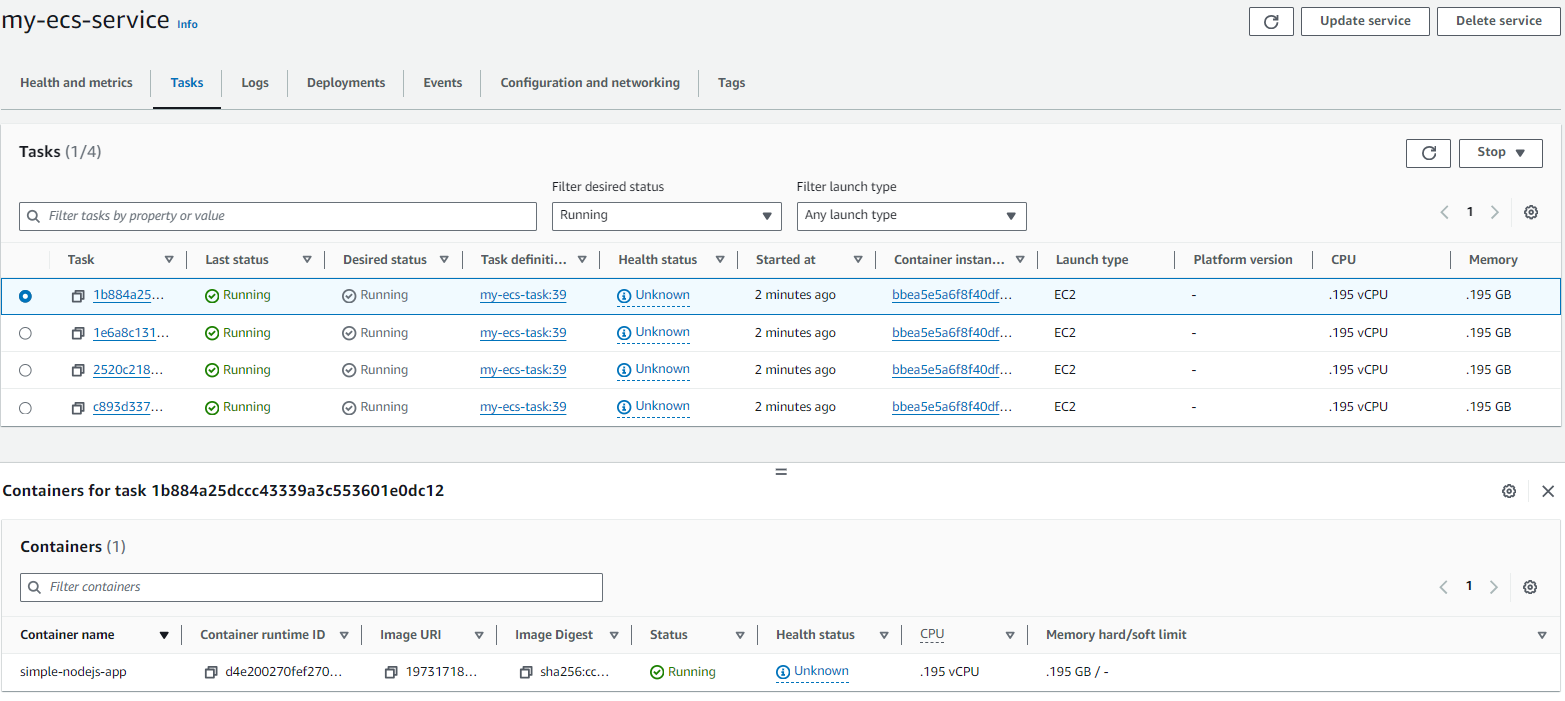 my-ecs-service Info
Update service Delete service
Health and metrics Tasks Logs Deployments Events Configuration and networking Tags
Tasks (1/4)
Stop
Filter desired status Filter launch type
Filter tasks by property or value Running Any launch type 1
Task Last status Desired status Task definiti... Health status Started at Container instan... Launch type Platform version CPU Memory
1b884a25... Running Running my-ecs-task:39 Unknown 2 minutes ago bbea5e5a6f8f40df... EC2 - .195 vCPU .195 GB
1e6a8c131... Running Running my-ecs-task:39 Unknown 2 minutes ago bbea5e5a6f8f40df... EC2 - .195 vCPU .195 GB
2520c218... Running Running my-ecs-task:39 Unknown 2 minutes ago bbea5e5a6f8f40df... EC2 - .195 vCPU .195 GB
c893d337... Running Running my-ecs-task:39 Unknown 2 minutes ago bbea5e5a6f8f40df... EC2 - .195 vCPU .195 GB
Containers for task 1b884a25dccc43339a3c553601e0dc12
Containers (1)
Filter containers 1
Container name Container runtime ID Image URI Image Digest Status Health status CPU Memory hard/soft limit
simple-nodejs-app d4e200270fef270... 19731718... sha256:cc... Running Unknown .195 vCPU .195 GB / -